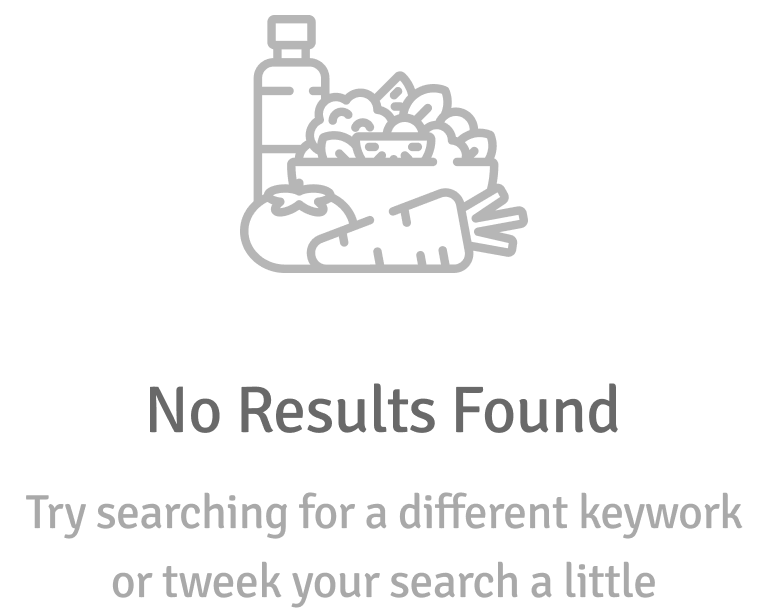 No Results Found
Try searching for a different keywork
or tweek your search a little